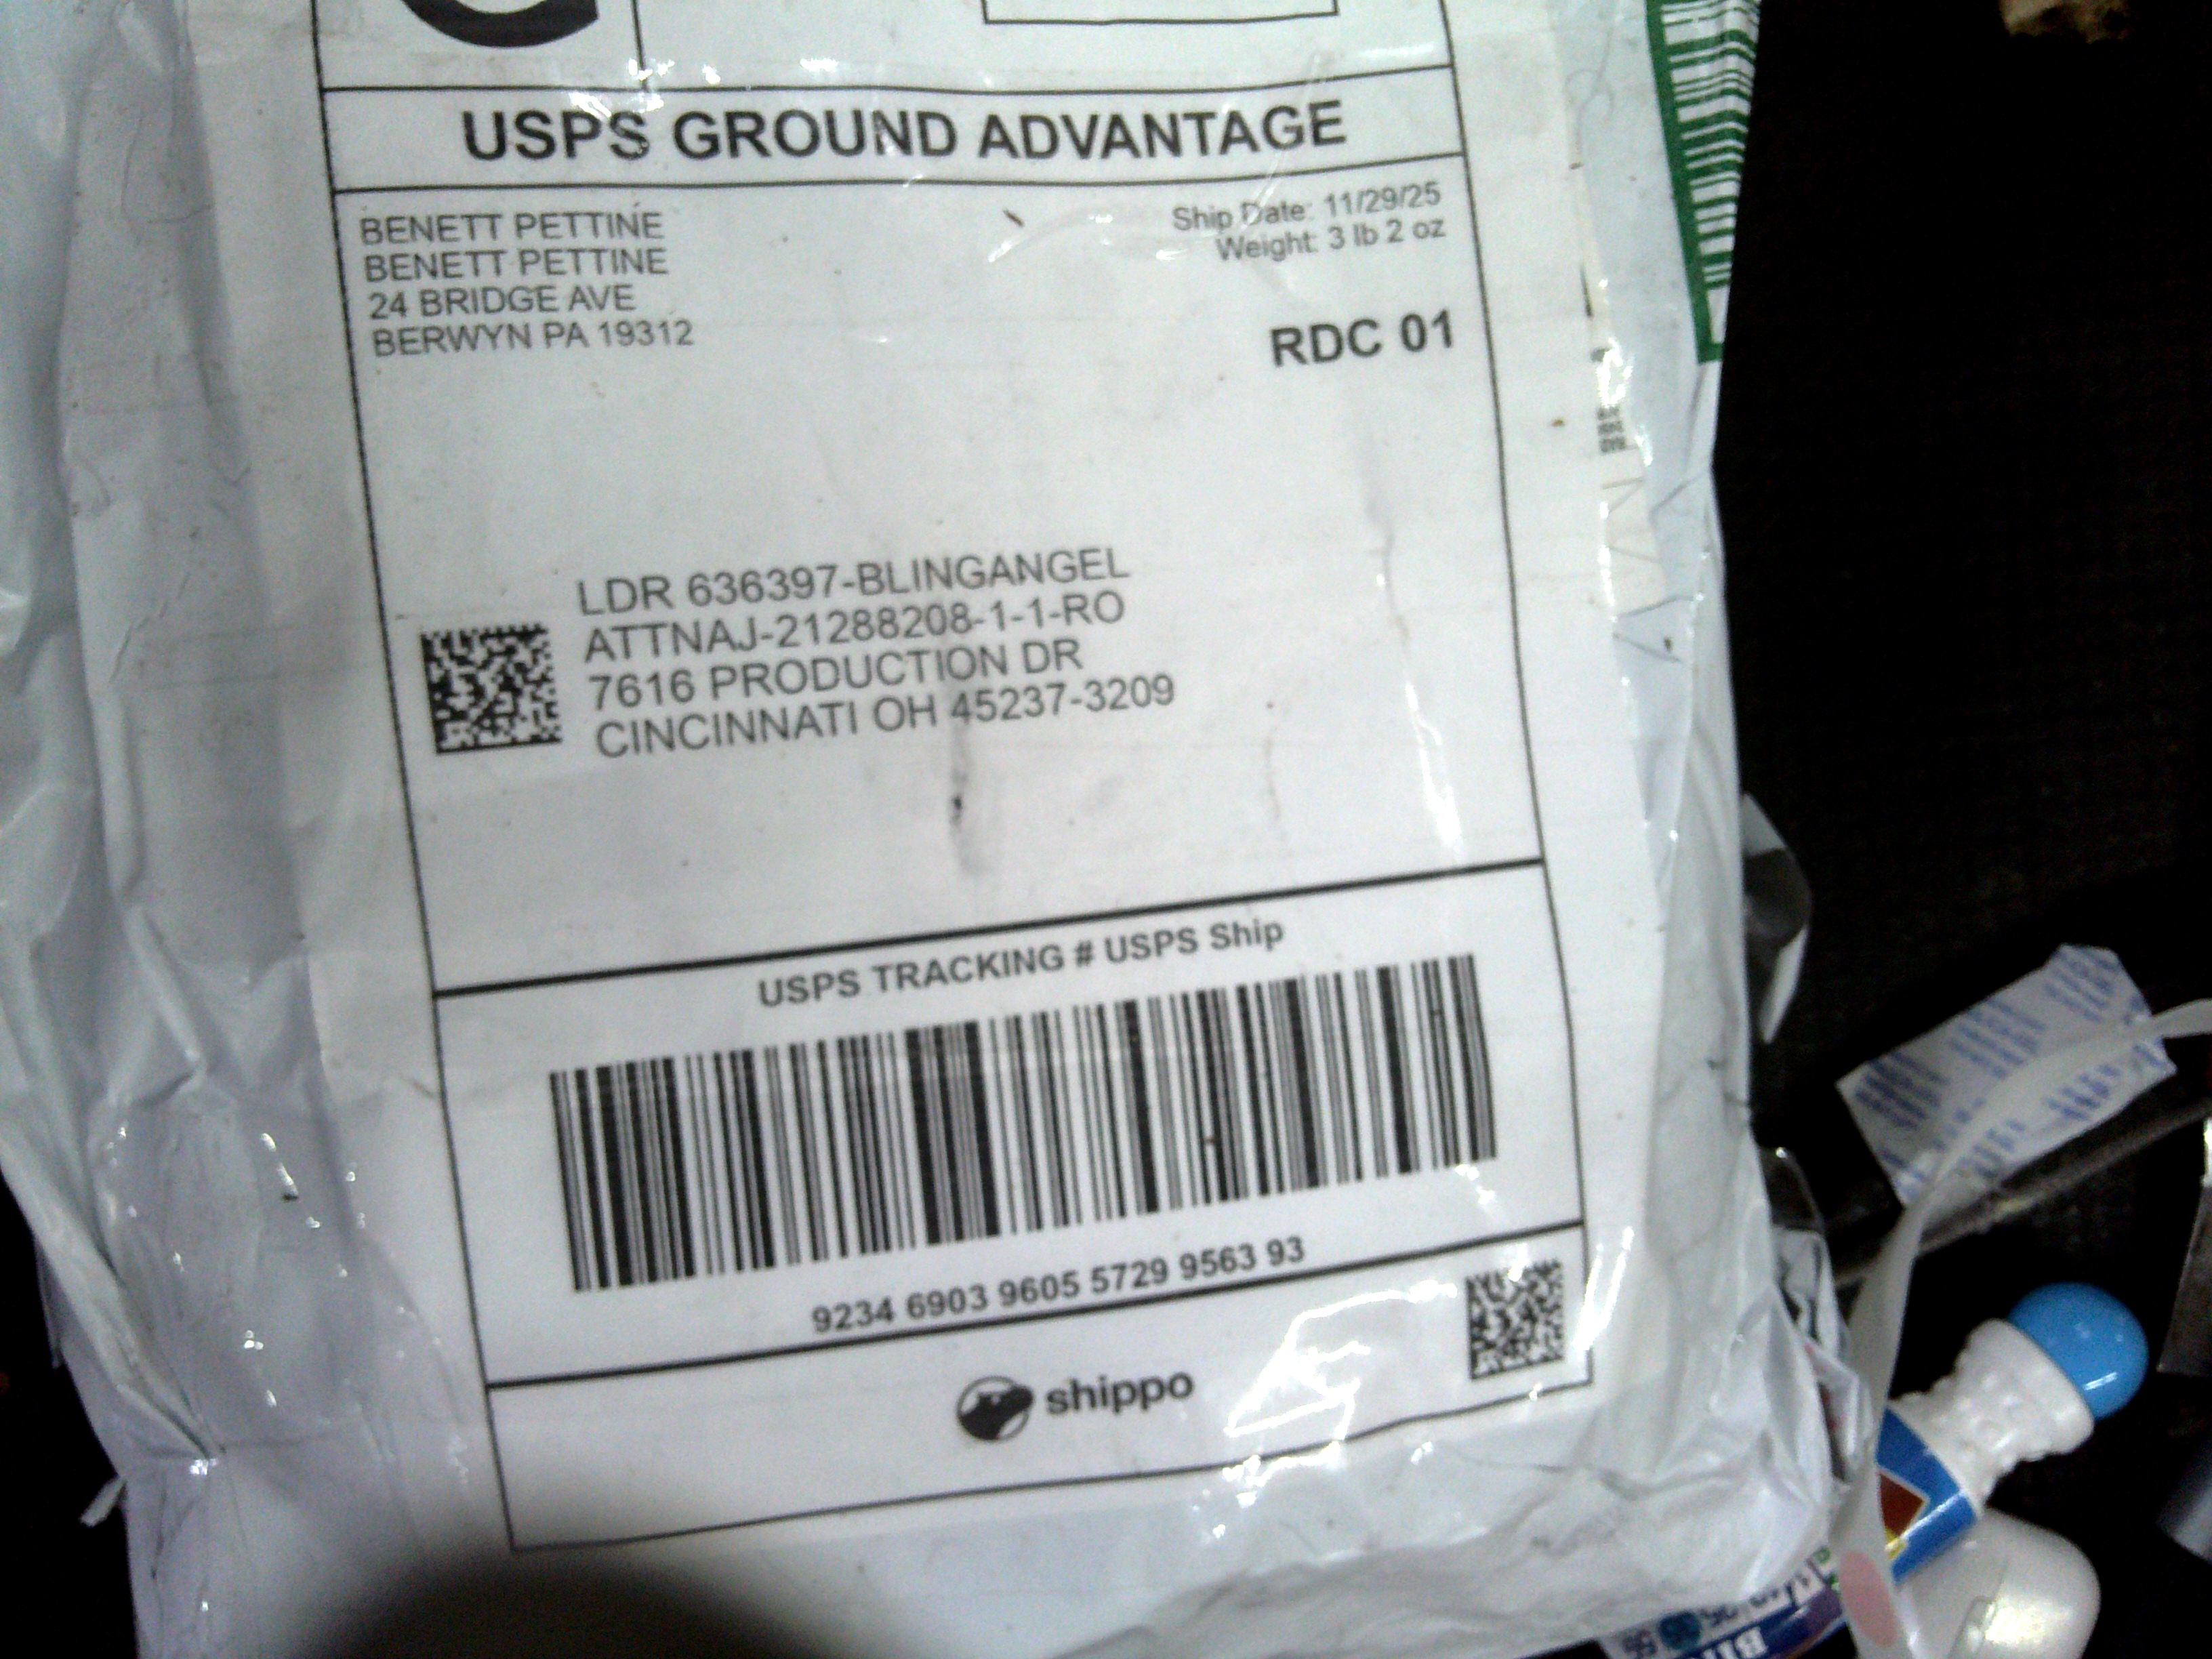 USPS GROUND ADVANTAGE
BENETT PETTINE
BENETT PETTINE
24 BRIDGE AVE
BERWYN PA 19312
Ship Date: 11/29/25
Weight: 3 lb 2 oz
RDC 01
LDR 636397-BLINGANGEL
ATTNAJ-21288208-1-1-RO
7616 PRODUCTION DR
CINCINNATI OH 45237-3209
USPS TRACKING # USPS Ship
9234 6903 9605 5729 9563 93
shippo